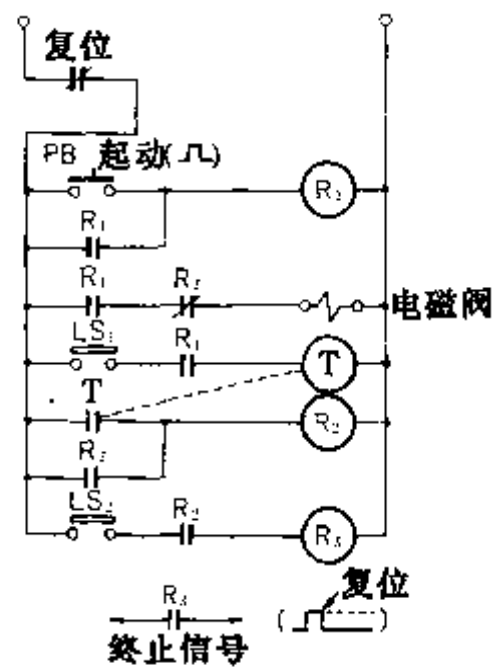 复位
PB 起动(⎍)
R₁
R₁
R₁ R₂
电磁阀
LS₁ R₁ T
T
R₂
R₂
LS₂ R₂ R₃
R₃
复位
终止信号